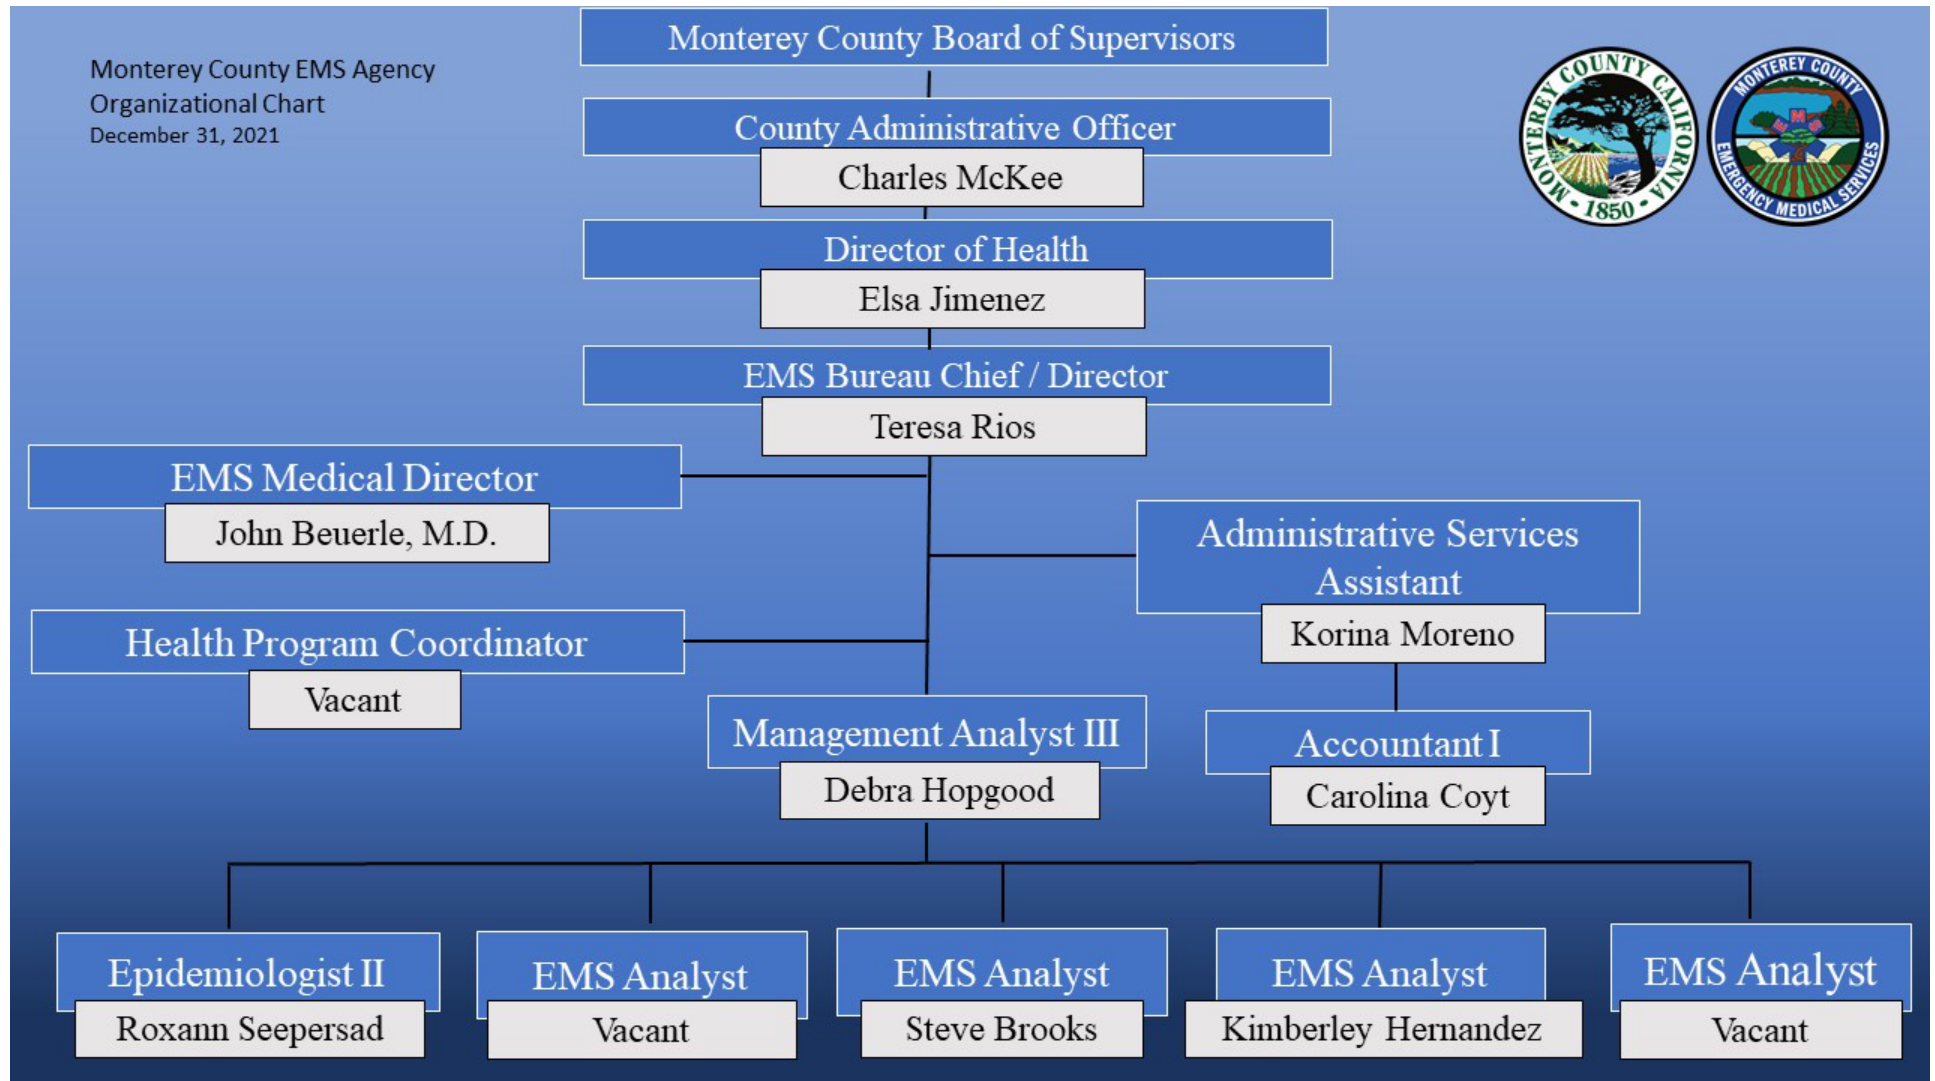 Monterey County EMS Agency
Organizational Chart
December 31, 2021
Monterey County Board of Supervisors
County Administrative Officer
Charles McKee
Director of Health
Elsa Jimenez
EMS Bureau Chief / Director
Teresa Rios
EMS Medical Director
John Beuerle, M.D.
Administrative Services
Assistant
Korina Moreno
Health Program Coordinator
Vacant
Management Analyst III
Debra Hopgood
Accountant I
Carolina Coyt
Epidemiologist II
Roxann Seepersad
EMS Analyst
Vacant
EMS Analyst
Steve Brooks
EMS Analyst
Kimberley Hernandez
EMS Analyst
Vacant
MONTEREY COUNTY CALIFORNIA
• 1850 •
MONTEREY COUNTY
EMS
EMERGENCY MEDICAL SERVICES